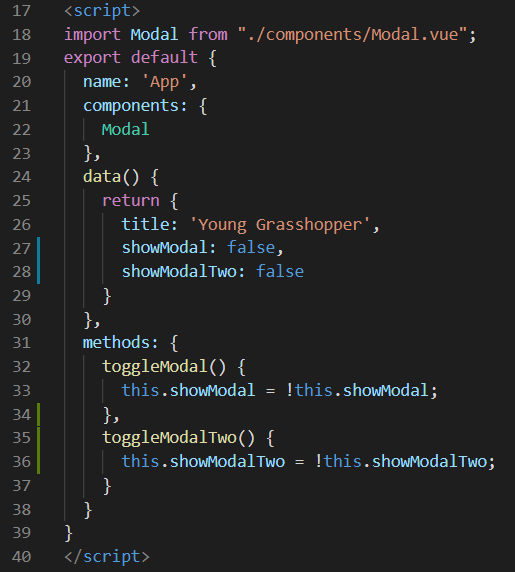 17 <script>
18 import Modal from "./components/Modal.vue";
19 export default {
20   name: 'App',
21   components: {
22     Modal
23   },
24   data() {
25     return {
26       title: 'Young Grasshopper',
27       showModal: false,
28       showModalTwo: false
29     }
30   },
31   methods: {
32     toggleModal() {
33       this.showModal = !this.showModal;
34     },
35     toggleModalTwo() {
36       this.showModalTwo = !this.showModalTwo;
37     }
38   }
39 }
40 </script>